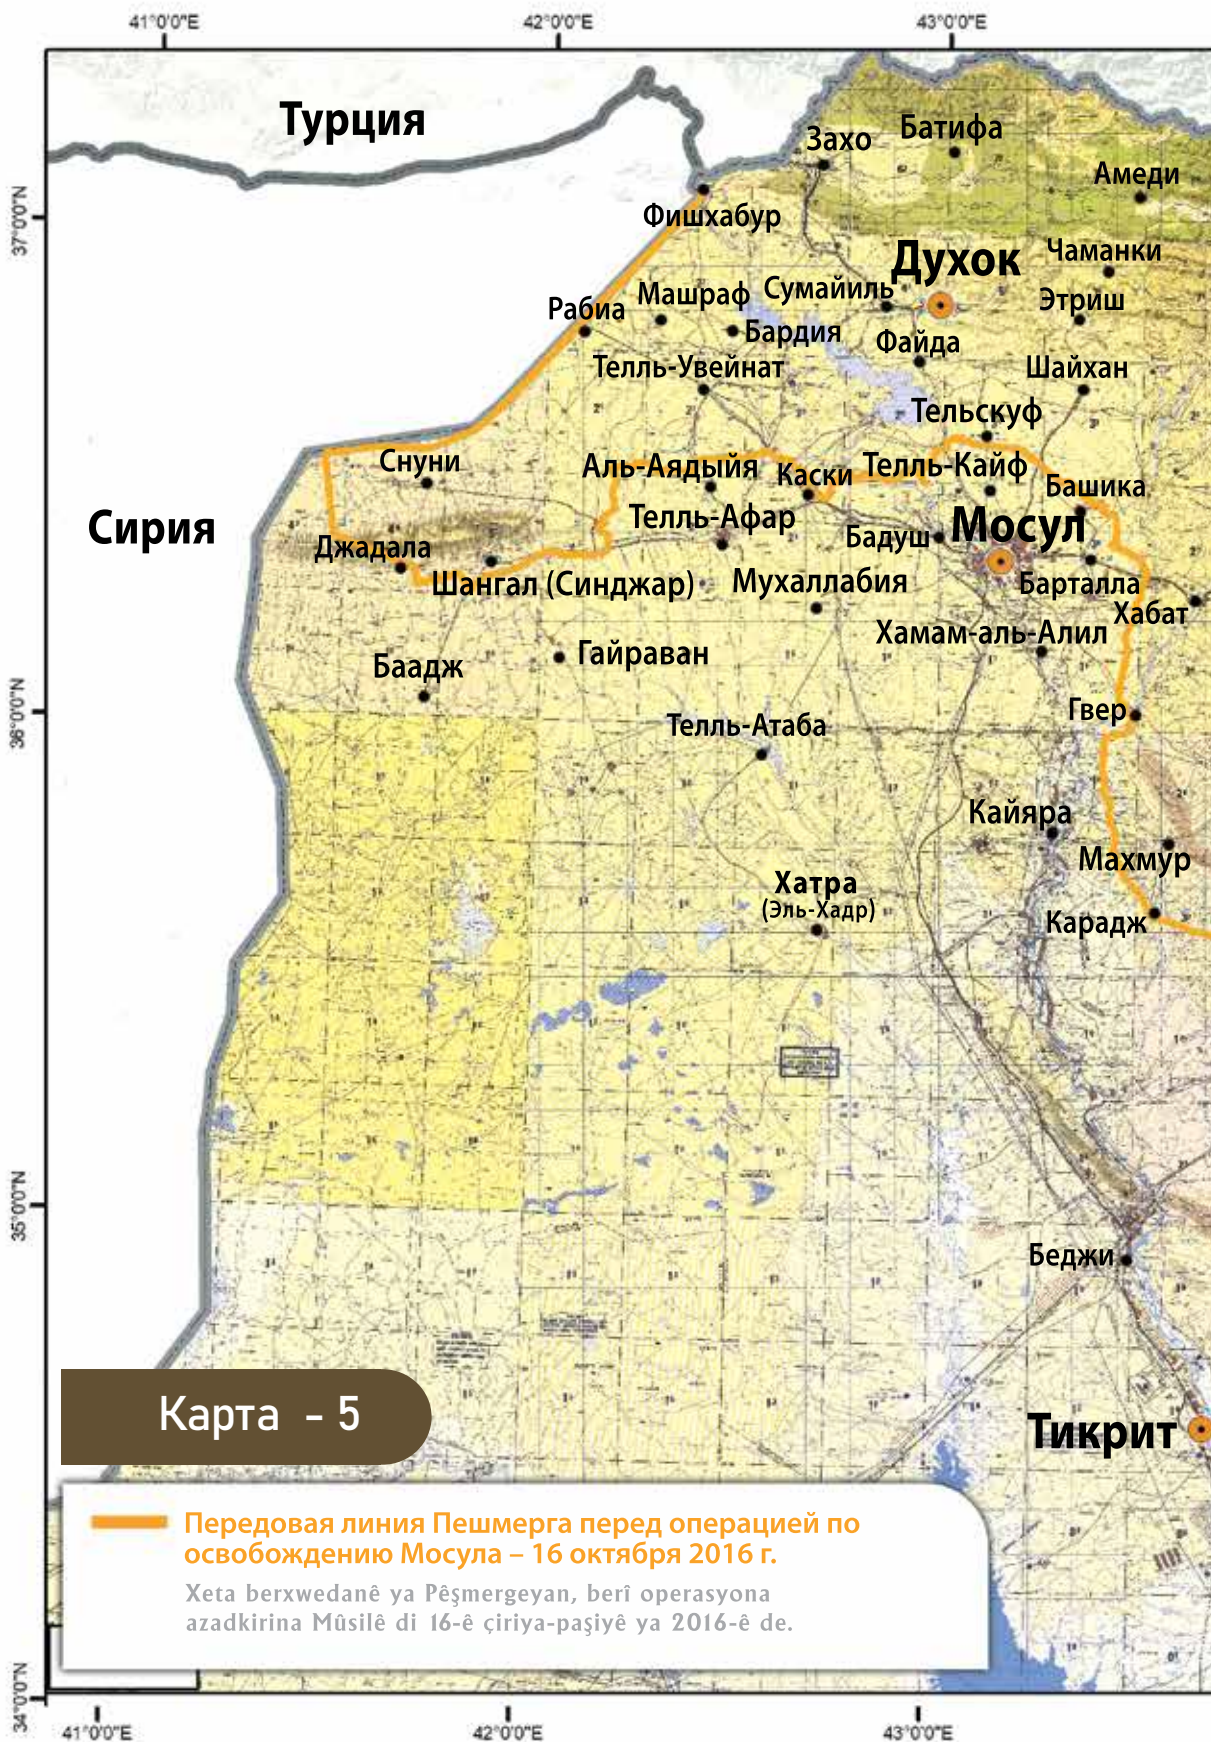 41°0'0"E
42°0'0"E
43°0'0"E
Турция
Захо
Батифа
Амеди
37°0'0"N
Фишхабур
Духок
Чаманки
Машраф
Сумайиль
Этриш
Рабиа
Бардия
Файда
Телль-Увейнат
Шайхан
Тельскуф
Снуни
Аль-Аядыйя
Каски
Телль-Кайф
Башика
Сирия
Телль-Афар
Бадуш
Мосул
Джадала
Шангал (Синджар)
Мухаллабия
Барталла
Хабат
Хамам-аль-Алил
Баадж
Гайраван
36°0'0"N
Телль-Атаба
Гвер
Кайяра
Махмур
Хатра
(Эль-Хадр)
Карадж
35°0'0"N
Беджи
Карта - 5
Тикрит
Передовая линия Пешмерга перед операцией по
освобождению Мосула – 16 октября 2016 г.
Xeta berxwedanê ya Pêşmergeyan, berî operasyona
azadkirina Mûsilê di 16-ê çiriya-paşiyê ya 2016-ê de.
34°0'0"N
41°0'0"E
42°0'0"E
43°0'0"E